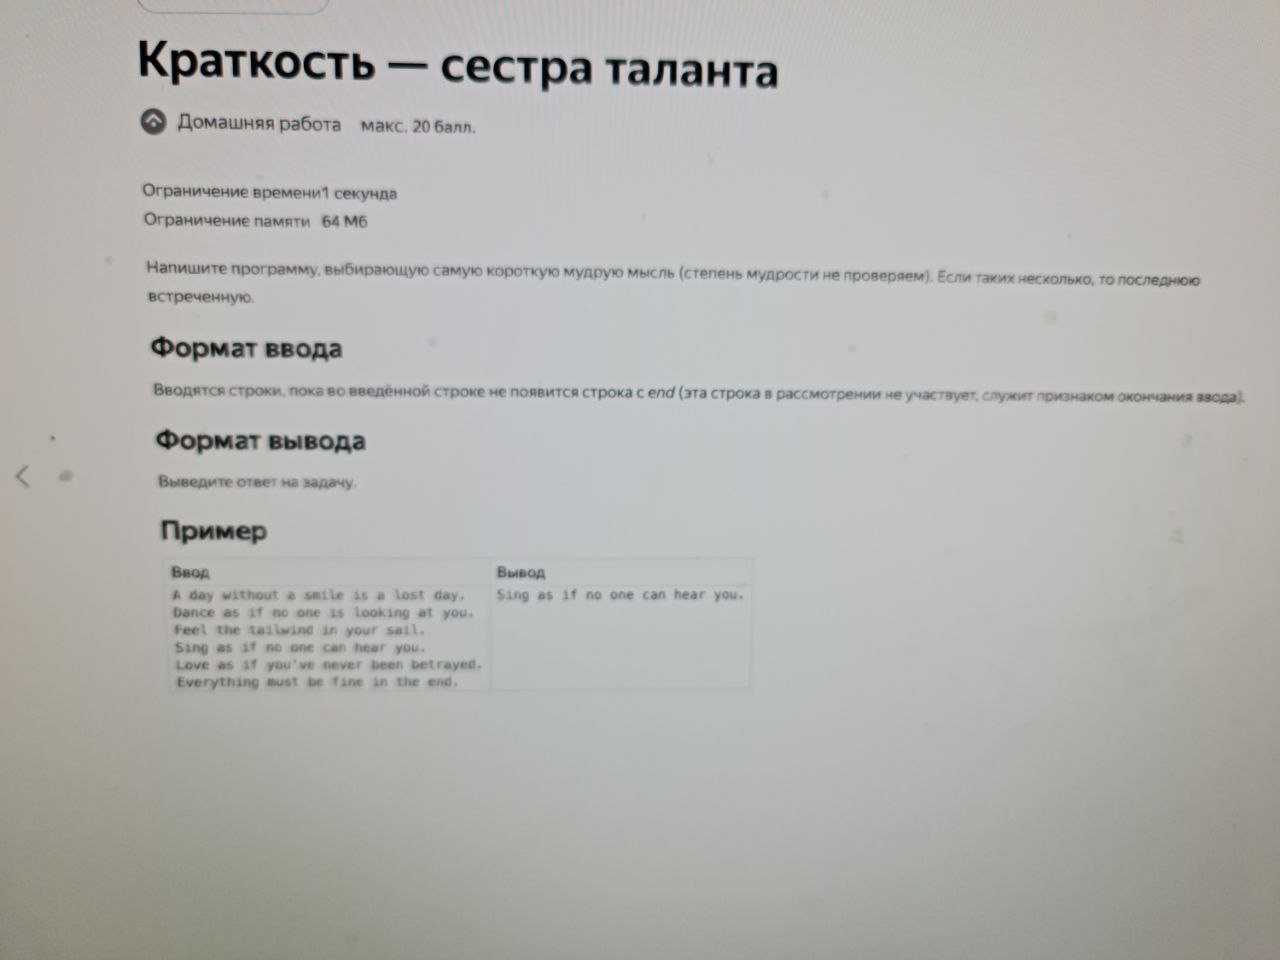 Краткость — сестра таланта
Домашняя работа макс. 20 балл.
Ограничение времени1 секунда
Ограничение памяти 64 Мб
Напишите программу, выбирающую самую короткую мудрую мысль (степень мудрости не проверяем). Если таких несколько, то последнюю
встреченную.
Формат ввода
Вводятся строки, пока во введённой строке не появится строка с end (эта строка в рассмотрении не участвует, служит признаком окончания ввода).
Формат вывода
Выведите ответ на задачу.
Пример
Ввод Вывод
A day without a smile is a lost day. Sing as if no one can hear you.
Dance as if no one is looking at you.
Feel the tailwind in your sail.
Sing as if no one can hear you.
Love as if you've never been betrayed.
Everything must be fine in the end.